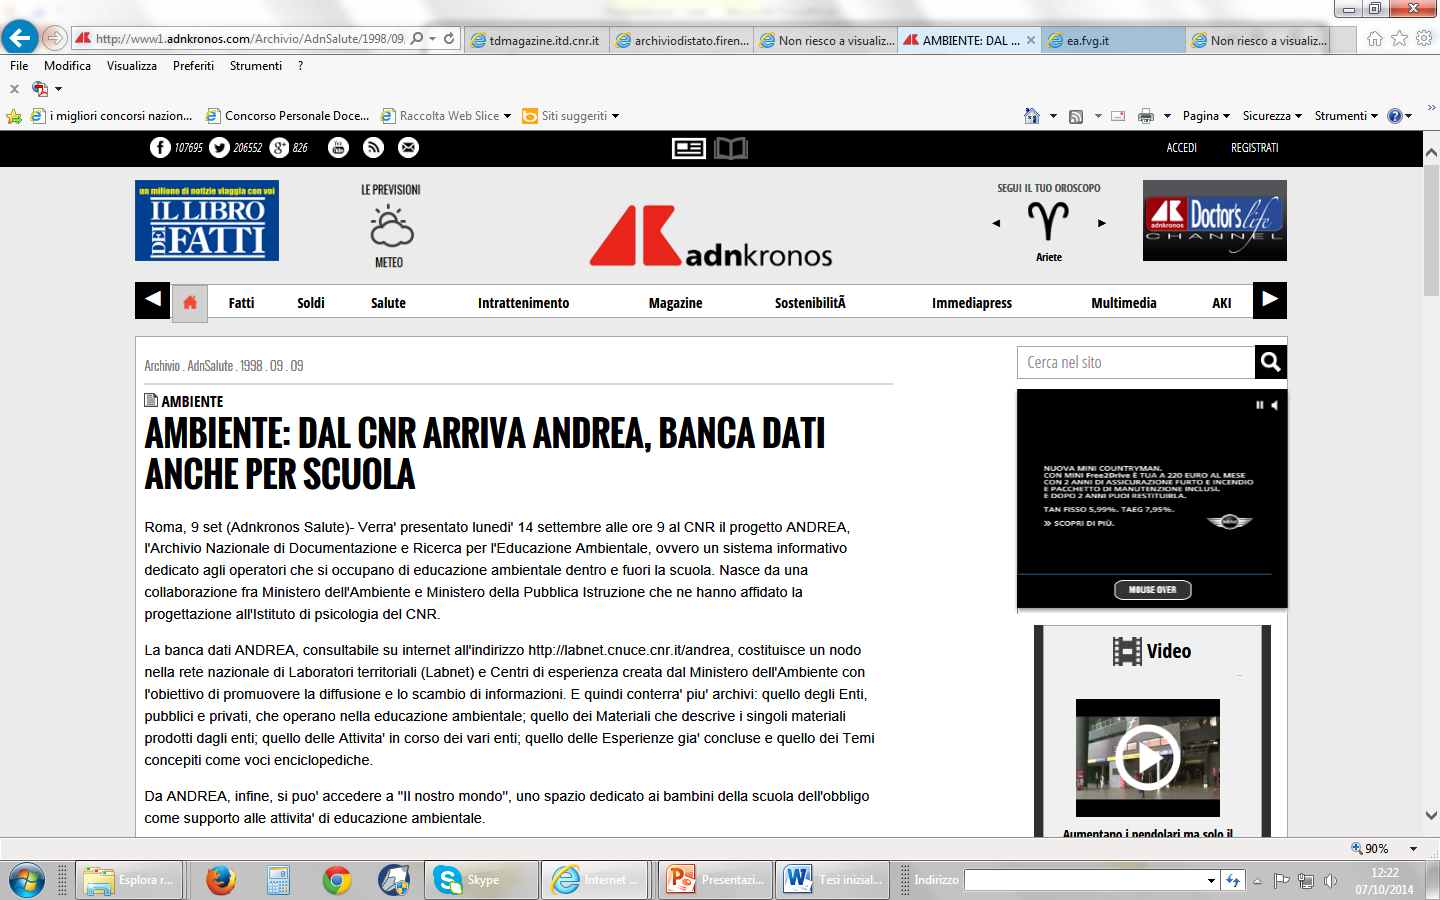 http://www1.adnkronos.com/Archivio/AdnSalute/1998/09
tdmagazine.itd.cnr.it
archiviodistato.firen...
Non riesco a visualiz...
AMBIENTE: DAL ...
ea.fvg.it
Non riesco a visualiz...
File Modifica Visualizza Preferiti Strumenti ?
i migliori concorsi nazion...
Concorso Personale Doce...
Raccolta Web Slice
Siti suggeriti
Pagina Sicurezza Strumenti
107695 206552 826
ACCEDI REGISTRATI
un milione di notizie viaggia con voi
IL LIBRO
DEI FATTI
LE PREVISIONI
METEO
adnkronos
SEGUI IL TUO OROSCOPO
Ariete
adnkronos Doctor's life
CHANNEL
Fatti Soldi Salute Intrattenimento Magazine SostenibilitÃ Immediapress Multimedia AKI
Archivio . AdnSalute . 1998 . 09 . 09
Cerca nel sito
AMBIENTE
AMBIENTE: DAL CNR ARRIVA ANDREA, BANCA DATI
ANCHE PER SCUOLA
Roma, 9 set (Adnkronos Salute)- Verra' presentato lunedi' 14 settembre alle ore 9 al CNR il progetto ANDREA,
l'Archivio Nazionale di Documentazione e Ricerca per l'Educazione Ambientale, ovvero un sistema informativo
dedicato agli operatori che si occupano di educazione ambientale dentro e fuori la scuola. Nasce da una
collaborazione fra Ministero dell'Ambiente e Ministero della Pubblica Istruzione che ne hanno affidato la
progettazione all'Istituto di psicologia del CNR.
La banca dati ANDREA, consultabile su internet all'indirizzo http://labnet.cnuce.cnr.it/andrea, costituisce un nodo
nella rete nazionale di Laboratori territoriali (Labnet) e Centri di esperienza creata dal Ministero dell'Ambiente con
l'obiettivo di promuovere la diffusione e lo scambio di informazioni. E quindi conterra' piu' archivi: quello degli Enti,
pubblici e privati, che operano nella educazione ambientale; quello dei Materiali che descrive i singoli materiali
prodotti dagli enti; quello delle Attivita' in corso dei vari enti; quello delle Esperienze gia' concluse e quello dei Temi
concepiti come voci enciclopediche.
Da ANDREA, infine, si puo' accedere a "Il nostro mondo", uno spazio dedicato ai bambini della scuola dell'obbligo
come supporto alle attivita' di educazione ambientale.
NUOVA MINI COUNTRYMAN.
CON MINI Free2Drive È TUA A 220 EURO AL MESE
CON 2 ANNI DI ASSICURAZIONE FURTO E INCENDIO
E PACCHETTO DI MANUTENZIONE INCLUSI.
E DOPO 2 ANNI PUOI RESTITUIRLA.
TAN FISSO 5,99%. TAEG 7,95%.
» SCOPRI DI PIÙ.
MINI
MOUSE OVER
Video
Aumentano i pendolari ma solo il
90%
Esplora r...
Skype
Internet ...
Presentazi...
Tesi inizial...
Indirizzo
12:22
07/10/2014